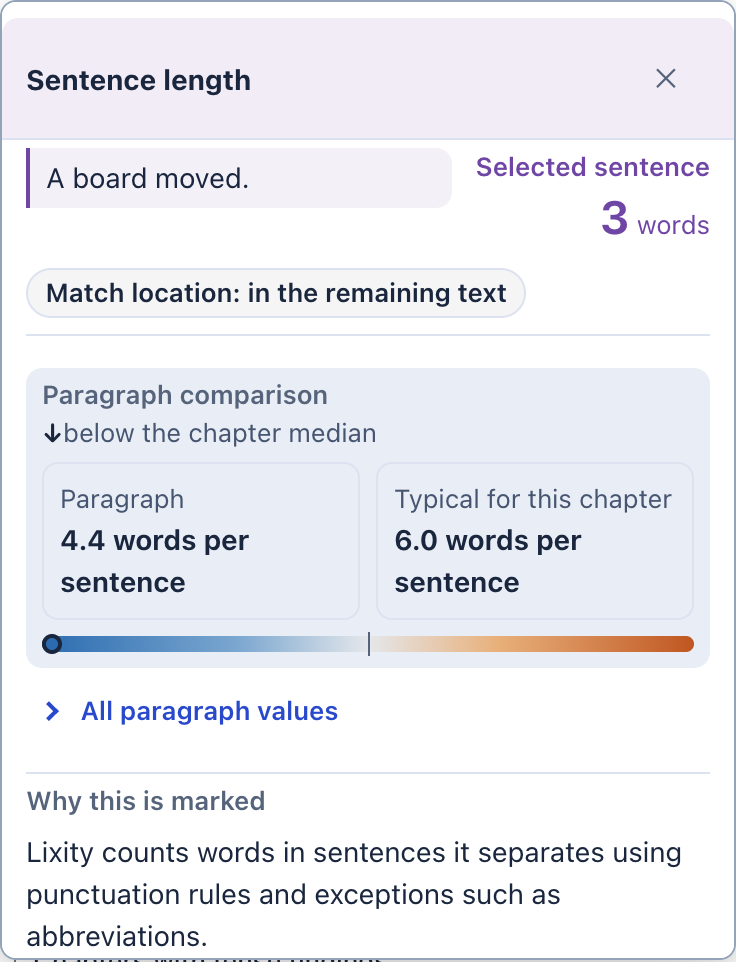 Sentence length
A board moved.
Selected sentence
3 words
Match location: in the remaining text
Paragraph comparison
↓below the chapter median
Paragraph
4.4 words per
sentence
Typical for this chapter
6.0 words per
sentence
All paragraph values
Why this is marked
Lixity counts words in sentences it separates using
punctuation rules and exceptions such as
abbreviations.